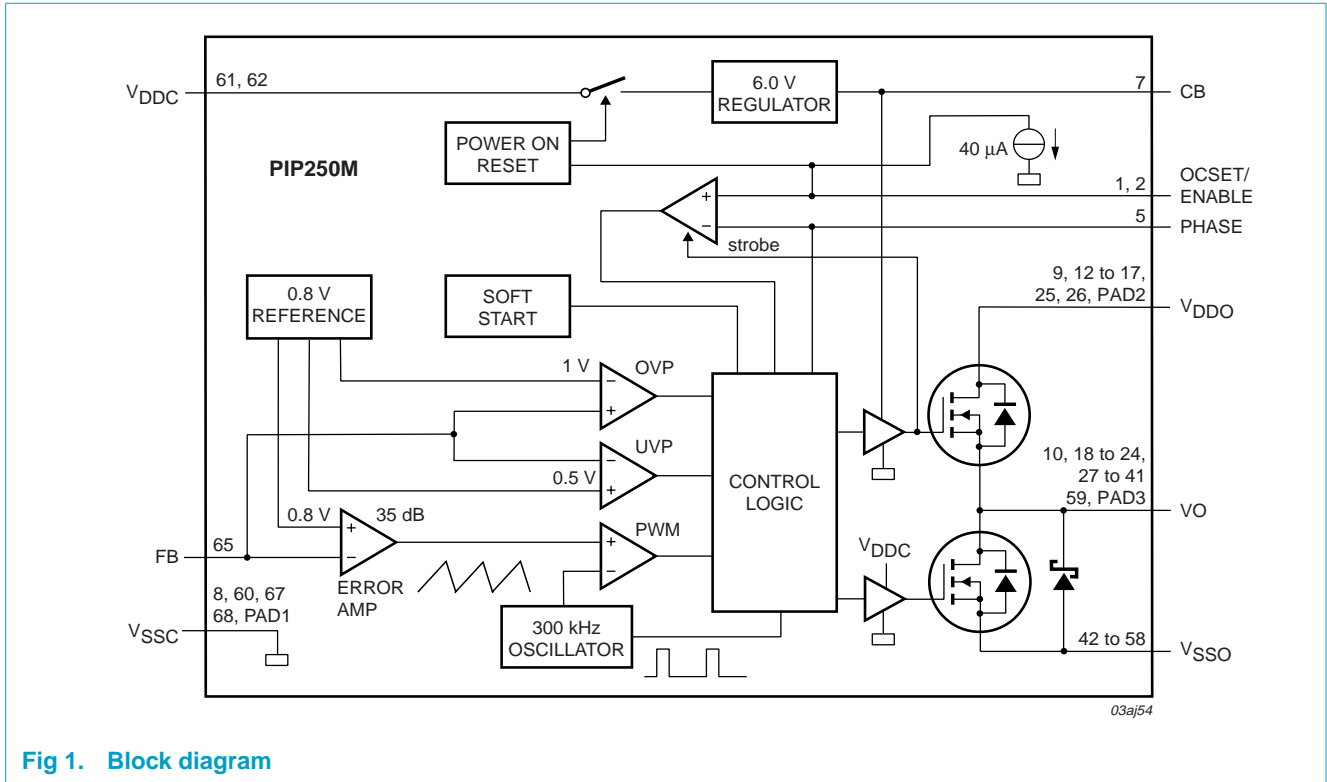 VDDC
61, 62
6.0 V
REGULATOR
7
CB
POWER ON
RESET
PIP250M
40 µA
OCSET/
ENABLE
1, 2
5
PHASE
+
−
strobe
9, 12 to 17,
25, 26, PAD2
VDDO
0.8 V
REFERENCE
SOFT
START
1 V
OVP
−
+
UVP
−
+
0.5 V
CONTROL
LOGIC
10, 18 to 24,
27 to 41
59, PAD3
VO
0.8 V
35 dB
+
−
PWM
+
−
VDDC
FB
65
ERROR
AMP
8, 60, 67
68, PAD1
VSSC
300 kHz
OSCILLATOR
42 to 58
VSSO
03aj54
Fig 1. Block diagram